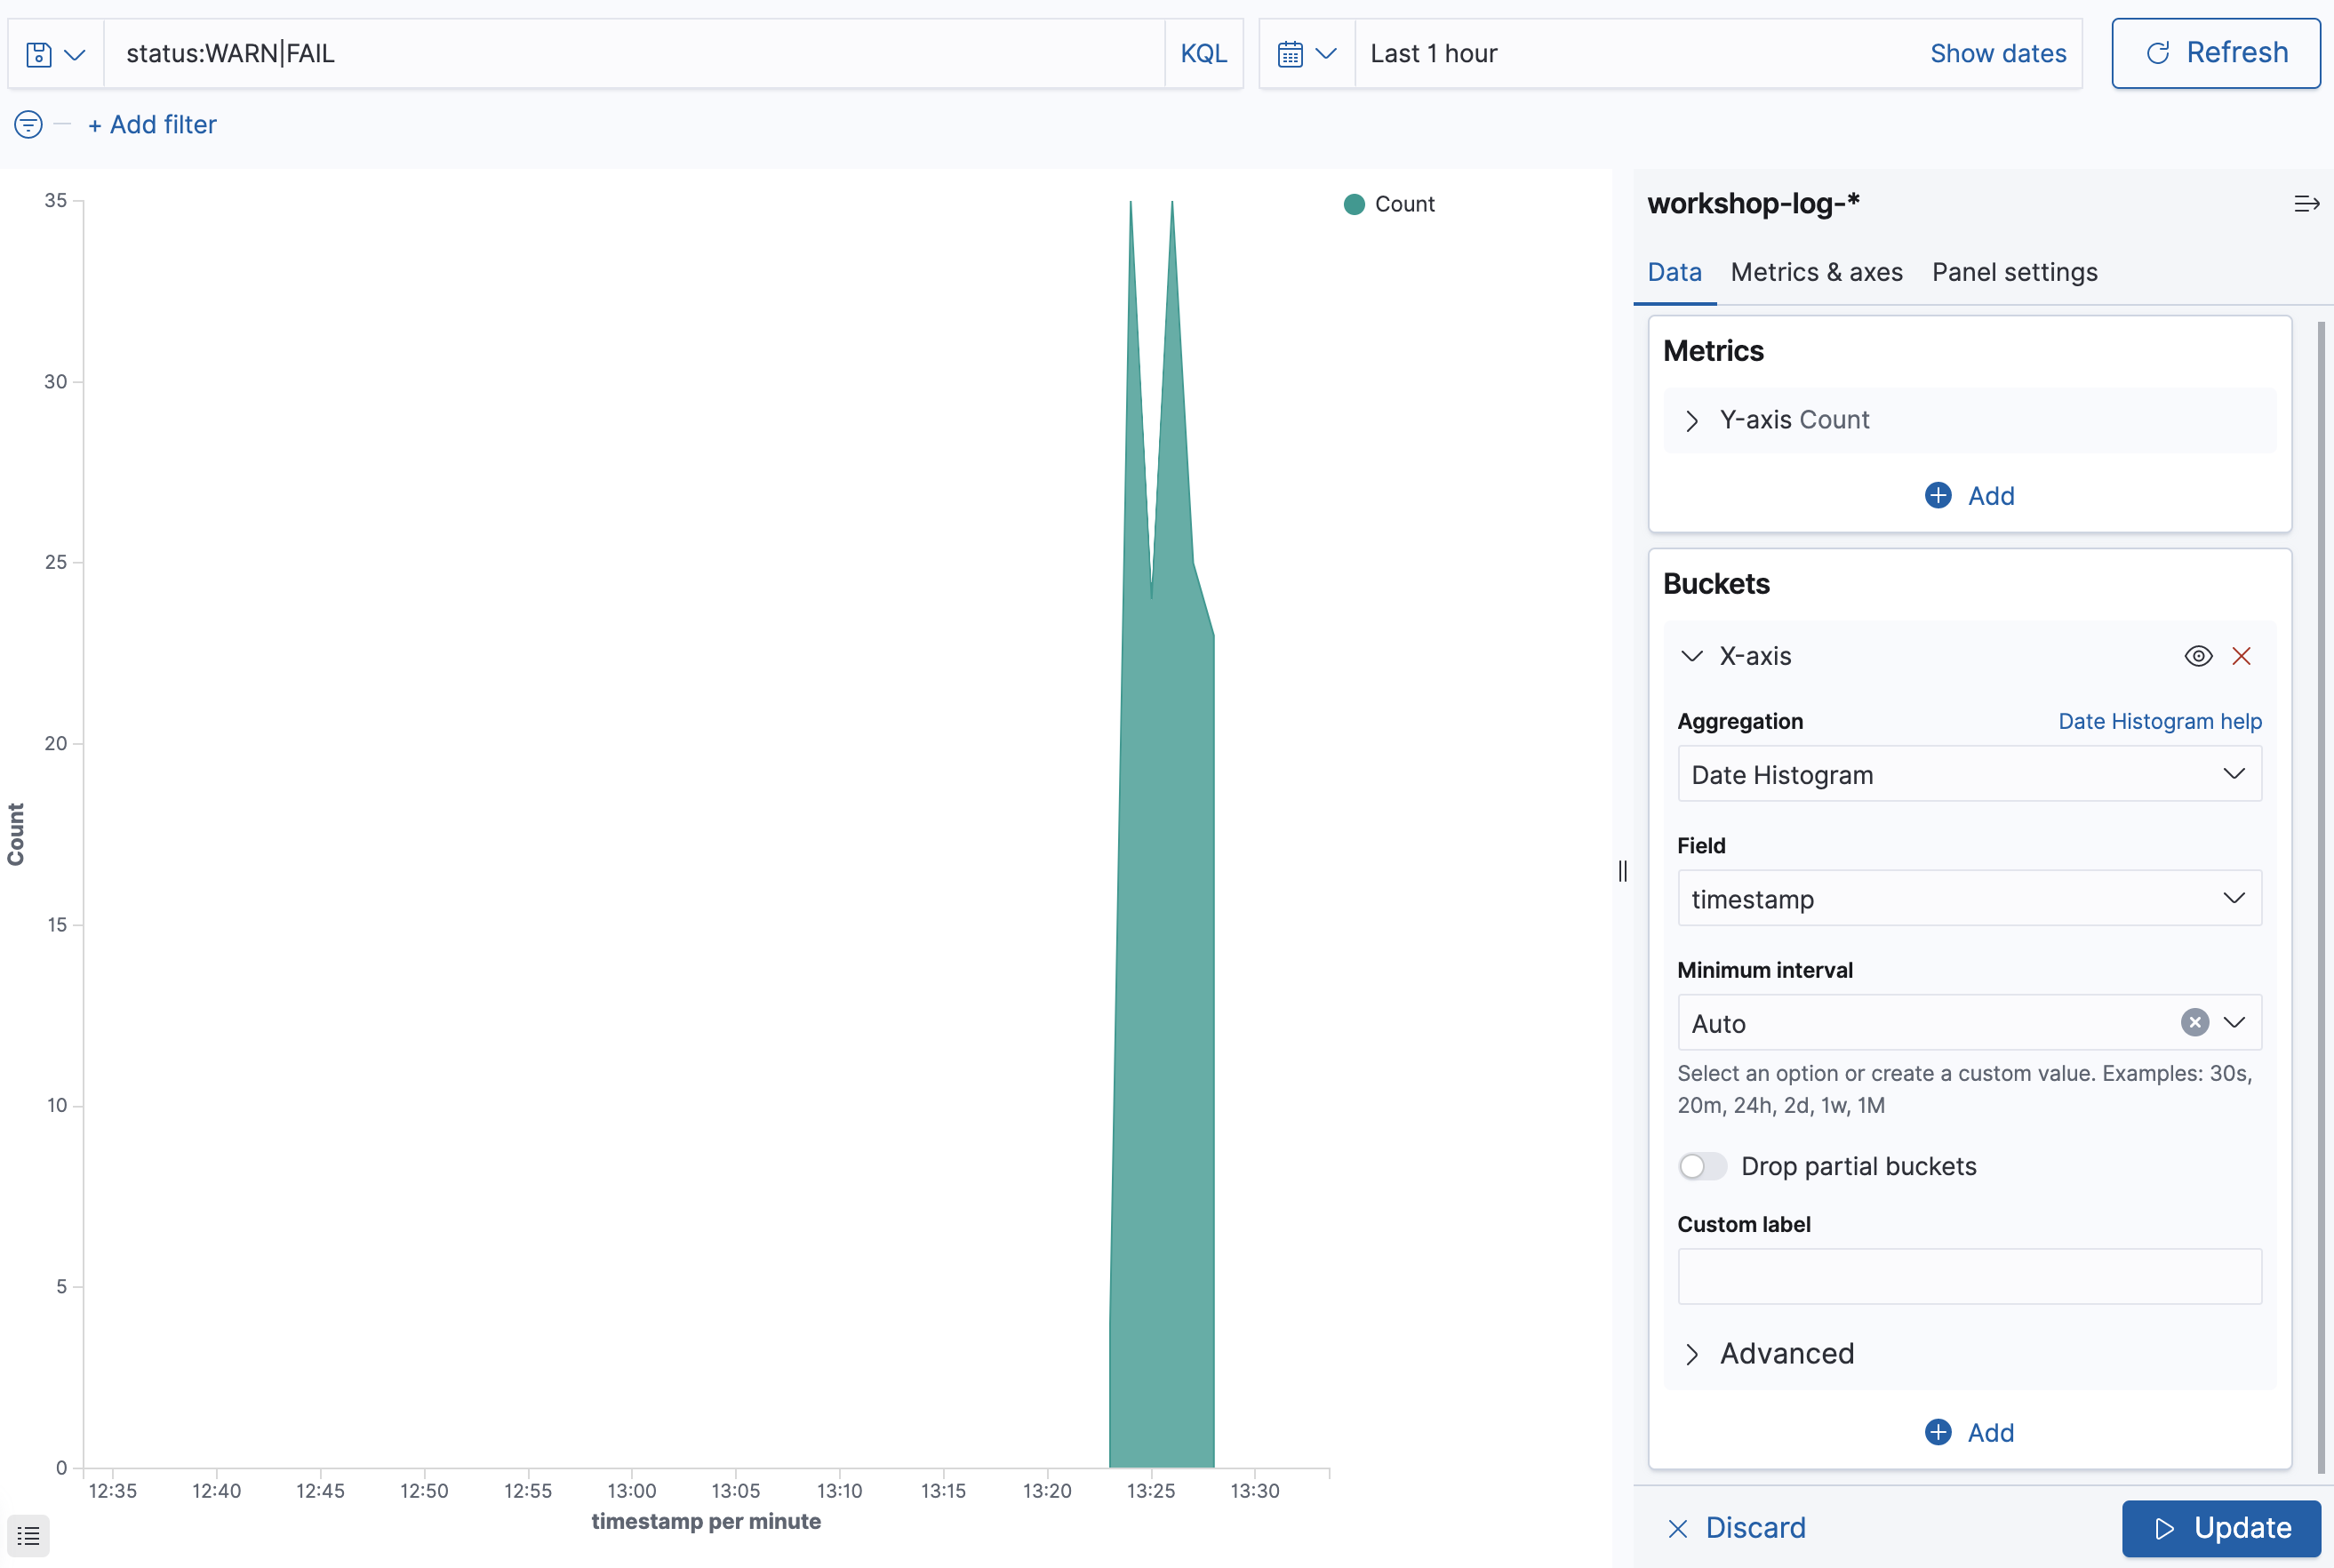 status:WARN|FAIL
KQL
Last 1 hour
Show dates
Refresh
+ Add filter
35
30
25
20
15
10
5
0
Count
12:35
12:40
12:45
12:50
12:55
13:00
13:05
13:10
13:15
13:20
13:25
13:30
timestamp per minute
Count
workshop-log-*
Data
Metrics & axes
Panel settings
Metrics
Y-axis Count
Add
Buckets
X-axis
Aggregation
Date Histogram help
Date Histogram
Field
timestamp
Minimum interval
Auto
Select an option or create a custom value. Examples: 30s,
20m, 24h, 2d, 1w, 1M
Drop partial buckets
Custom label
Advanced
Add
Discard
Update